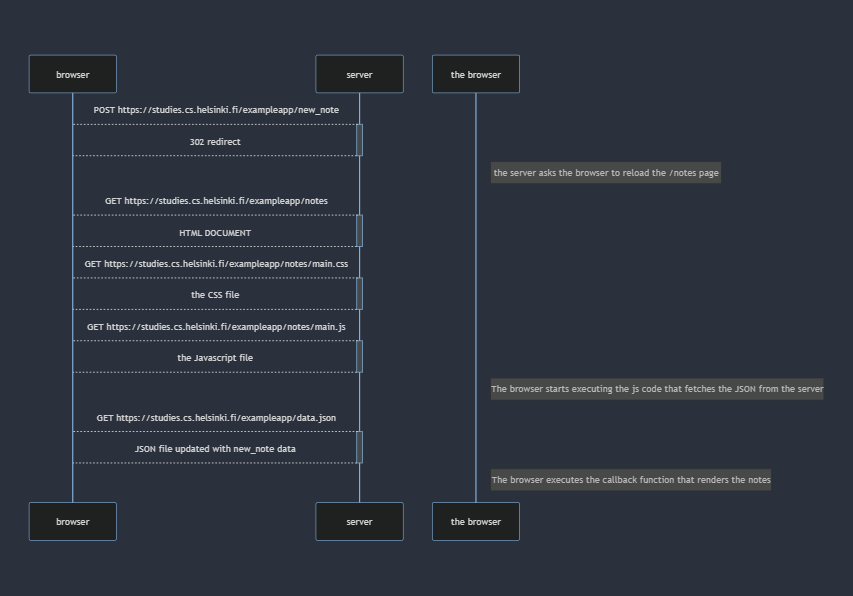 browser
server
the browser
POST https://studies.cs.helsinki.fi/exampleapp/new_note
302 redirect
the server asks the browser to reload the /notes page
GET https://studies.cs.helsinki.fi/exampleapp/notes
HTML DOCUMENT
GET https://studies.cs.helsinki.fi/exampleapp/notes/main.css
the CSS file
GET https://studies.cs.helsinki.fi/exampleapp/notes/main.js
the Javascript file
The browser starts executing the js code that fetches the JSON from the server
GET https://studies.cs.helsinki.fi/exampleapp/data.json
JSON file updated with new_note data
The browser executes the callback function that renders the notes
browser
server
the browser